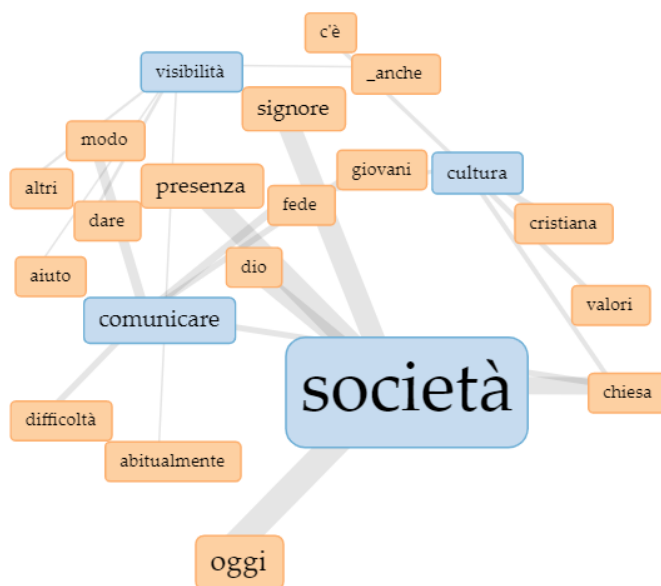 c'è
visibilità
_anche
signore
modo
giovani
cultura
altri
presenza
fede
dare
cristiana
aiuto
dio
valori
comunicare
società
chiesa
difficoltà
abitualmente
oggi